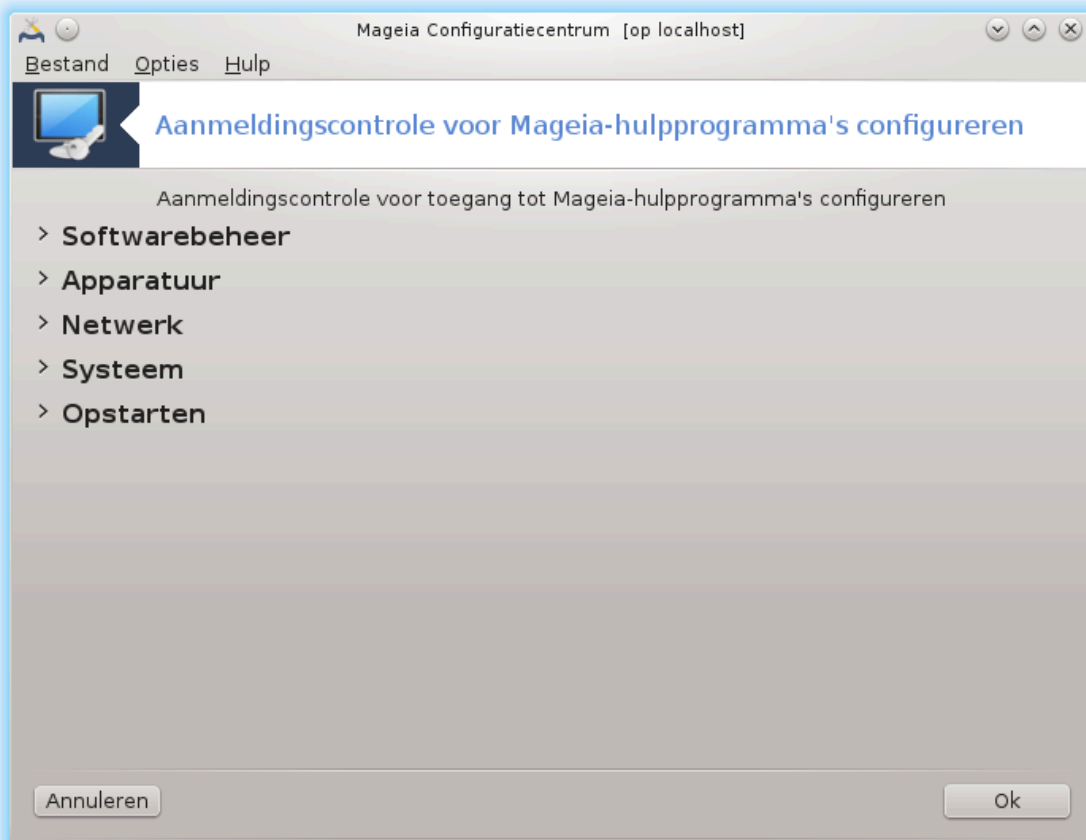 Mageia Configuratiecentrum [op localhost]
Bestand Opties Hulp
Aanmeldingscontrole voor Mageia-hulpprogramma's configureren
Aanmeldingscontrole voor toegang tot Mageia-hulpprogramma's configureren
Softwarebeheer
Apparatuur
Netwerk
Systeem
Opstarten
Annuleren Ok